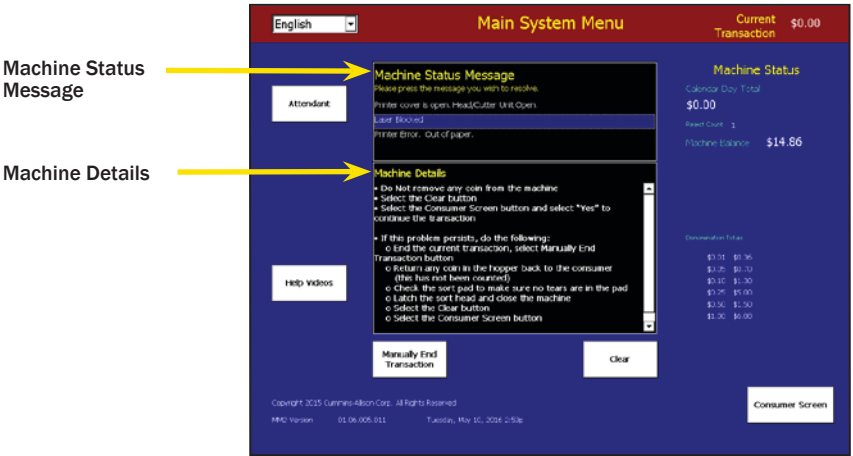 English
Main System Menu
Current
Transaction
$0.00
Machine Status
Message
Attendant
Machine Status Message
Please press the message you wish to resolve.
Printer cover is open. Head/Cutter Unit Open.
Laser Blocked
Printer Error.  Out of paper.
Machine Status
Calendar Day Total
$0.00
Reject Count  1
Machine Balance  $14.86
Machine Details
Machine Details
• Do Not remove any coin from the machine
• Select the Clear button
• Select the Consumer Screen button and select "Yes" to
continue the transaction
• If this problem persists, do the following:
o End the current transaction, select Manually End
Transaction button
o Return any coin in the hopper back to the consumer
(this has not been counted)
o Check the sort pad to make sure no tears are in the pad
o Latch the sort head and close the machine
o Select the Clear button
o Select the Consumer Screen button
Help Videos
Denomination Totals
$0.01  $0.36
$0.05  $0.70
$0.10  $1.30
$0.25  $5.00
$0.50  $1.50
$1.00  $6.00
Manually End
Transaction
Clear
Consumer Screen
Copyright 2015 Cummins-Allison Corp.  All Rights Reserved
MM2 Version  01.06.005.011  Tuesday, May 10, 2016 2:53p